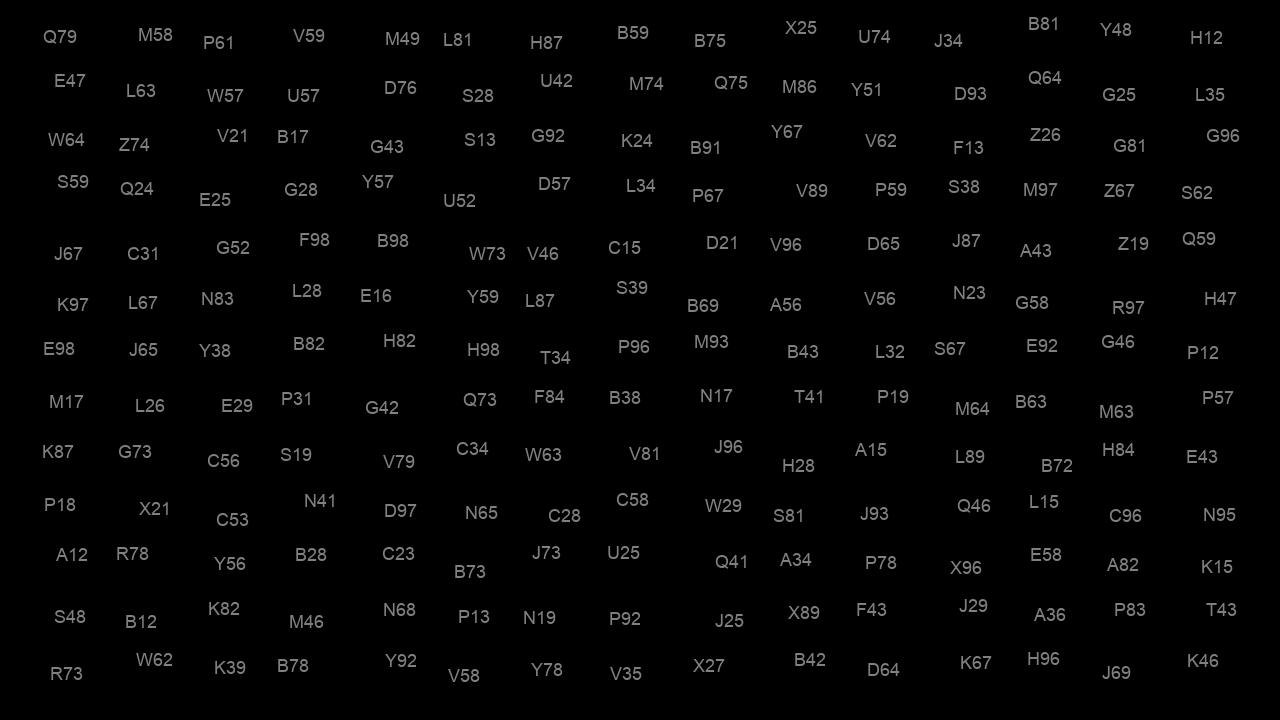 Q79 M58 P61 V59 M49 L81 H87 B59 B75 X25 U74 J34 B81 Y48 H12
E47 L63 W57 U57 D76 S28 U42 M74 Q75 M86 Y51 D93 Q64 G25 L35
W64 Z74 V21 B17 G43 S13 G92 K24 B91 Y67 V62 F13 Z26 G81 G96
S59 Q24 E25 G28 Y57 U52 D57 L34 P67 V89 P59 S38 M97 Z67 S62
J67 C31 G52 F98 B98 W73 V46 C15 D21 V96 D65 J87 A43 Z19 Q59
K97 L67 N83 L28 E16 Y59 L87 S39 B69 A56 V56 N23 G58 R97 H47
E98 J65 Y38 B82 H82 H98 T34 P96 M93 B43 L32 S67 E92 G46 P12
M17 L26 E29 P31 G42 Q73 F84 B38 N17 T41 P19 M64 B63 M63 P57
K87 G73 C56 S19 V79 C34 W63 V81 J96 H28 A15 L89 B72 H84 E43
P18 X21 C53 N41 D97 N65 C28 C58 W29 S81 J93 Q46 L15 C96 N95
A12 R78 Y56 B28 C23 B73 J73 U25 Q41 A34 P78 X96 E58 A82 K15
S48 B12 K82 M46 N68 P13 N19 P92 J25 X89 F43 J29 A36 P83 T43
R73 W62 K39 B78 Y92 V58 Y78 V35 X27 B42 D64 K67 H96 J69 K46